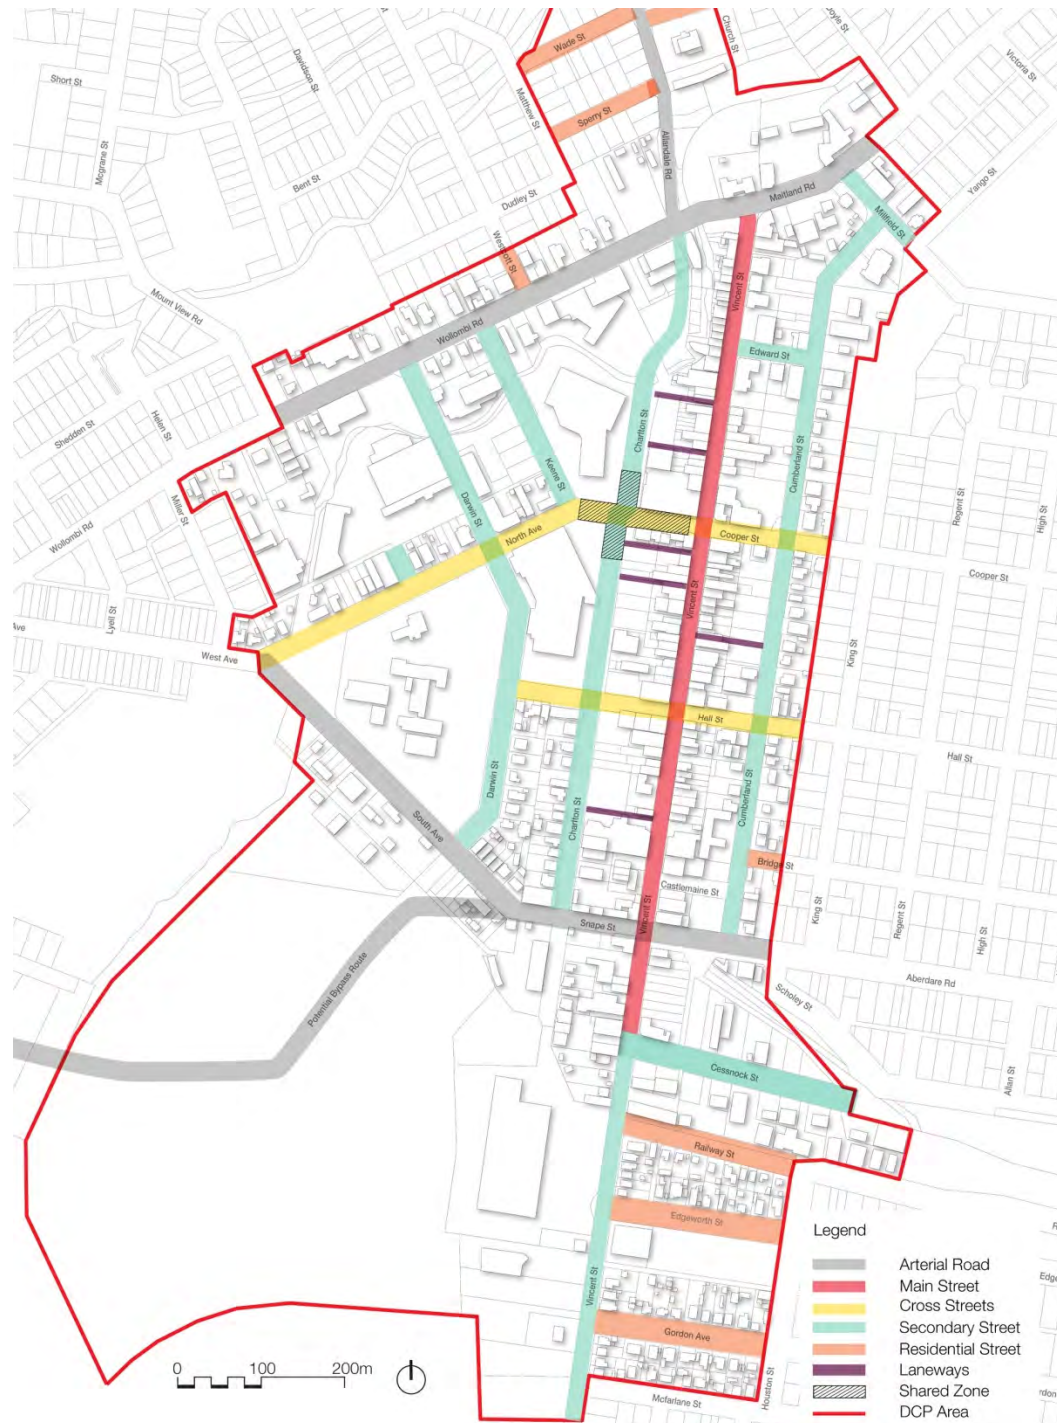 Wade St
Church St
Doyle St
Victoria St
Short St
Davidson St
Matthew St
Sperry St
Allandale Rd
Mcgrane St
Bent St
Dudley St
Maitland Rd
Yango St
Millfield St
Westcott St
Vincent St
Mount View Rd
Wollombi Rd
Edward St
Shedden St
Helen St
Charlton St
Cumberland St
Keene St
Darwin St
Miller St
Wollombi Rd
North Ave
Cooper St
Regent St
High St
Cooper St
Lyell St
Ave
West Ave
Vincent St
King St
Hall St
Hall St
Darwin St
Charlton St
Cumberland St
South Ave
Bridge St
Castlemaine St
King St
Regent St
High St
Snape St
Vincent St
Potential Bypass Route
Aberdare Rd
Scholey St
Cessnock St
Allan St
Railway St
Edgeworth St
Vincent St
Gordon Ave
Houston St
Mcfarlane St
0 100 200m
Legend
Arterial Road
Main Street
Cross Streets
Secondary Street
Residential Street
Laneways
Shared Zone
DCP Area